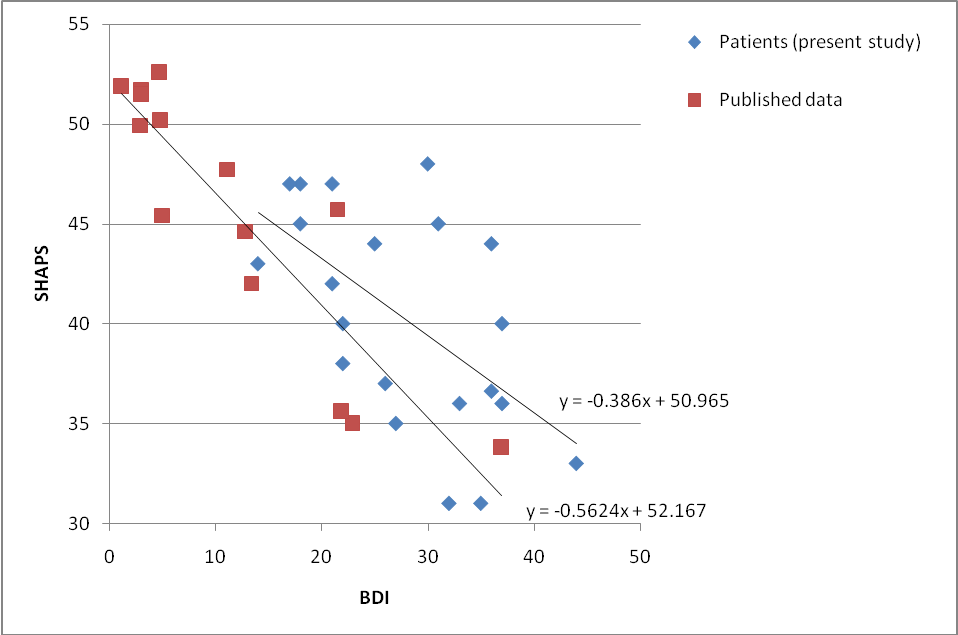 55
50
45
40
35
30
SHAPS
0 10 20 30 40 50
BDI
Patients (present study)
Published data
y = -0.386x + 50.965
y = -0.5624x + 52.167